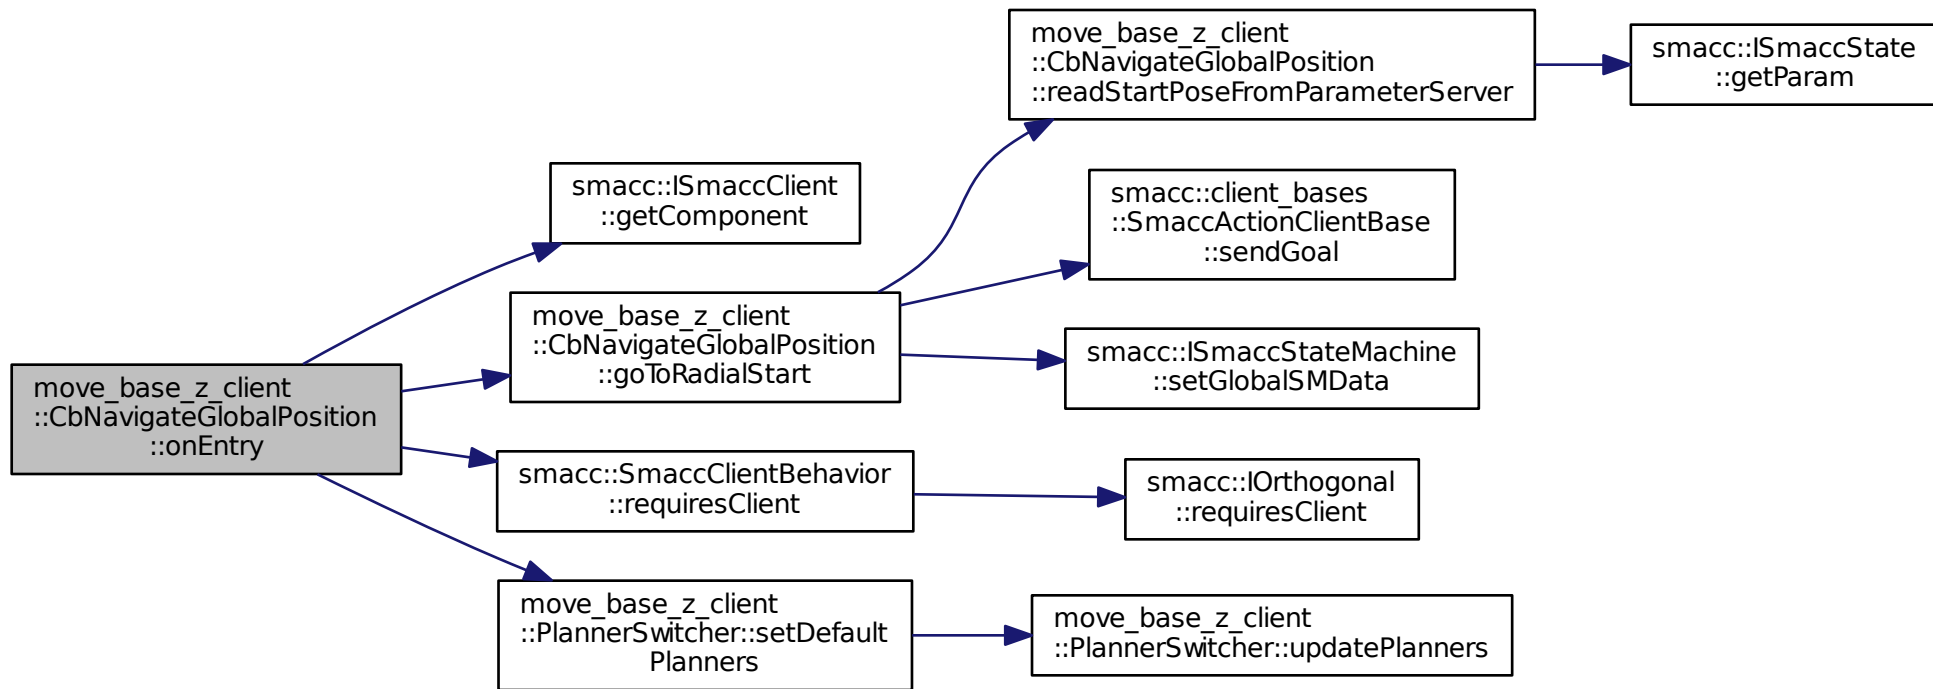 move_base_z_client
::CbNavigateGlobalPosition
::readStartPoseFromParameterServer
smacc::ISmaccState
::getParam
smacc::ISmaccClient
::getComponent
smacc::client_bases
::SmaccActionClientBase
::sendGoal
move_base_z_client
::CbNavigateGlobalPosition
::goToRadialStart
smacc::ISmaccStateMachine
::setGlobalSMData
move_base_z_client
::CbNavigateGlobalPosition
::onEntry
smacc::SmaccClientBehavior
::requiresClient
smacc::IOrthogonal
::requiresClient
move_base_z_client
::PlannerSwitcher::setDefault
Planners
move_base_z_client
::PlannerSwitcher::updatePlanners